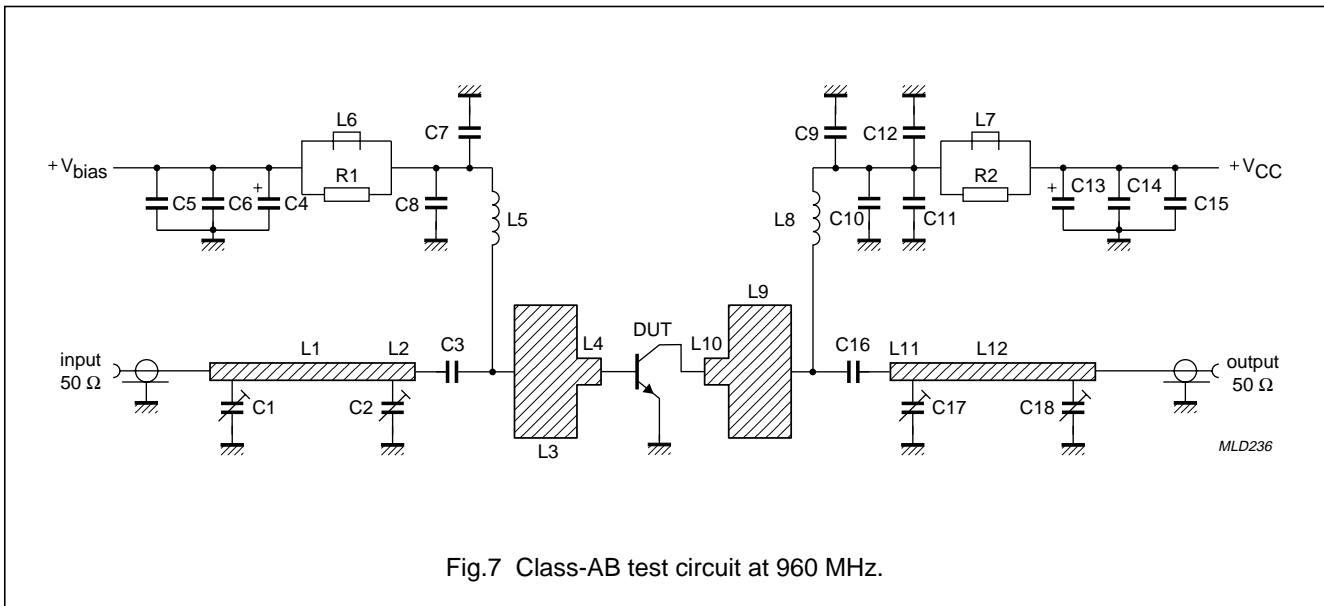 L6
C7
+ Vbias
R1
+
C5
C6
C4
C8
L5
C9
C12
L7
+ VCC
R2
+
C13
C14
C15
L8
C10
C11
L9
DUT
input
50 Ω
L1
L2
C3
L4
L10
C16
L11
L12
output
50 Ω
C1
C2
C17
C18
L3
MLD236
Fig.7 Class-AB test circuit at 960 MHz.